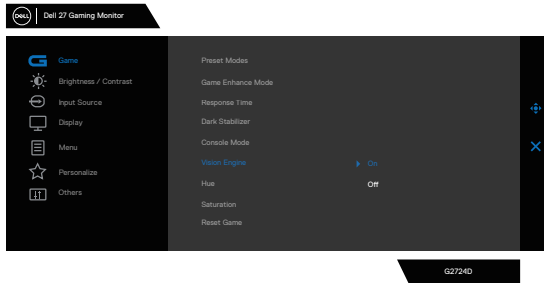 DELL
Dell 27 Gaming Monitor
Game
Brightness / Contrast
Input Source
Display
Menu
Personalize
Others
Preset Modes
Game Enhance Mode
Response Time
Dark Stabilizer
Console Mode
Vision Engine
On
Off
Hue
Saturation
Reset Game
G2724D